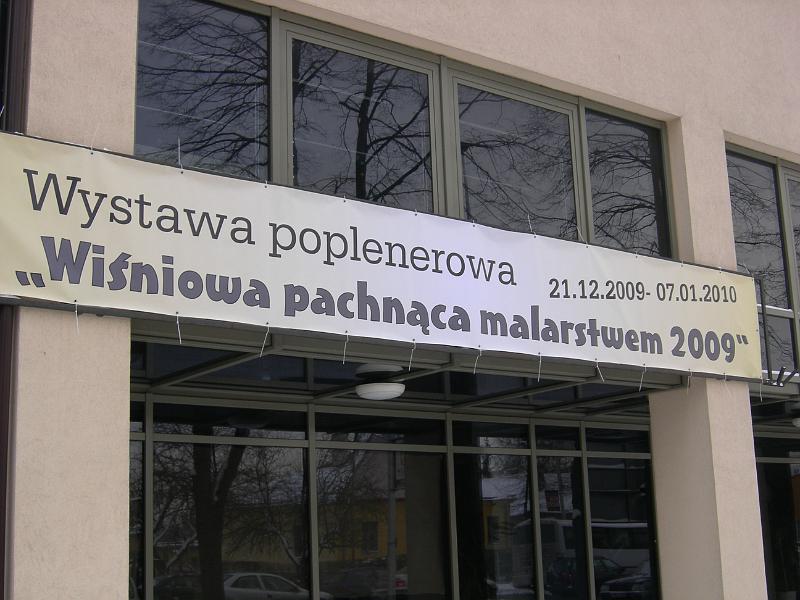 Wystawa poplenerowa 21.12.2009- 07.01.2010
„Wiśniowa pachnąca malarstwem 2009“